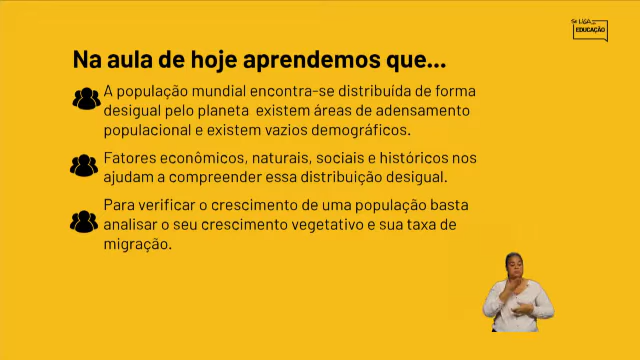 Se LIGA na
EDUCAÇÃO
Na aula de hoje aprendemos que...
A população mundial encontra-se distribuída de forma
desigual pelo planeta existem áreas de adensamento
populacional e existem vazios demográficos.
Fatores econômicos, naturais, sociais e históricos nos
ajudam a compreender essa distribuição desigual.
Para verificar o crescimento de uma população basta
analisar o seu crescimento vegetativo e sua taxa de
migração.